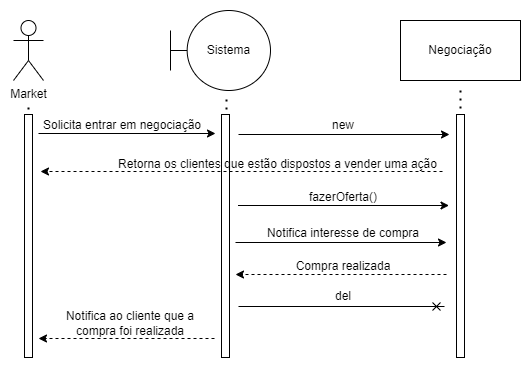 Sistema
Negociação
Market
Solicita entrar em negociação
new
Retorna os clientes que estão dispostos a vender uma ação
fazerOferta()
Notifica interesse de compra
Compra realizada
del
Notifica ao cliente que a
compra foi realizada